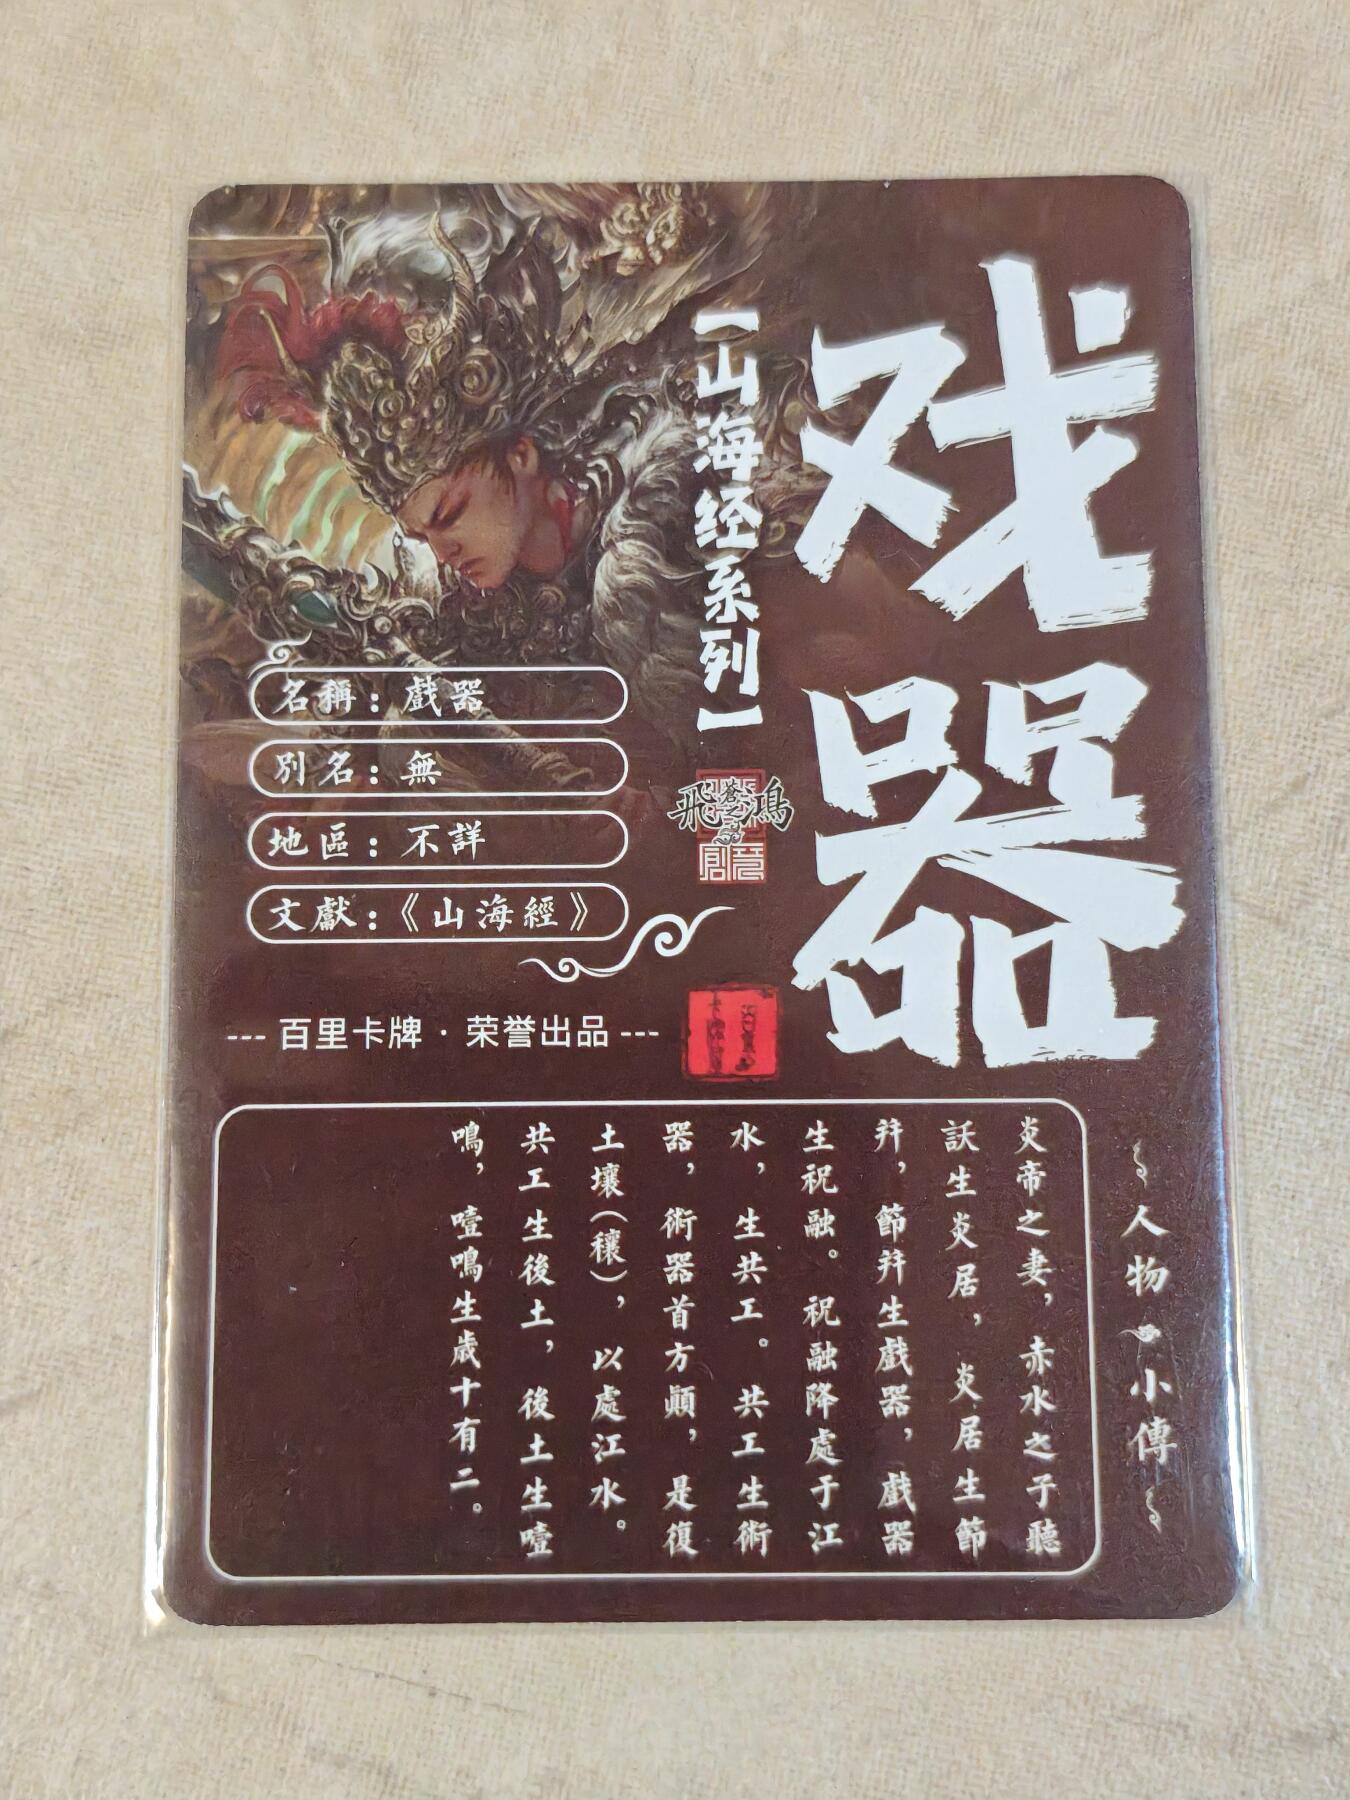 戏器
【山海经系列】
飛蒼之鴻
名稱：戲器
別名：無
地區：不詳
文獻：《山海經》
--- 百里卡牌 · 荣誉出品 ---
人物小傳
炎帝之妻，赤水之子聽
訞生炎居，炎居生節
并，節并生戲器，戲器
生祝融。祝融降處于江
水，生共工。共工生術
器，術器首方顚，是復
土壤（穰），以處江水。
共工生後土，後土生噎
鳴，噎鳴生歲十有二。